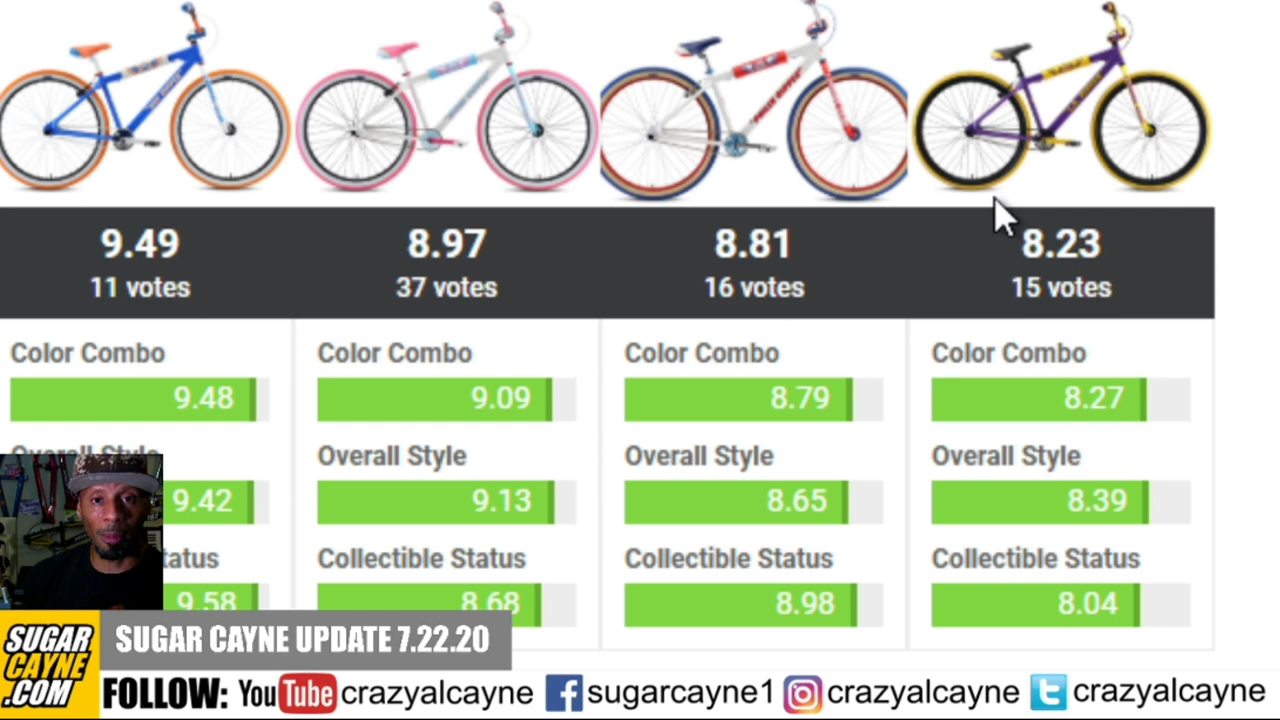 9.49
11 votes
8.97
37 votes
8.81
16 votes
8.23
15 votes
Color Combo
9.48
Color Combo
9.09
Color Combo
8.79
Color Combo
8.27
Overall Style
9.42
Overall Style
9.13
Overall Style
8.65
Overall Style
8.39
tatus
9.58
Collectible Status
8.68
Collectible Status
8.98
Collectible Status
8.04
SUGAR
CAYNE
.COM
SUGAR CAYNE UPDATE 7.22.20
FOLLOW: YouTube crazyalcayne f sugarcayne1 crazyalcayne crazyalcayne